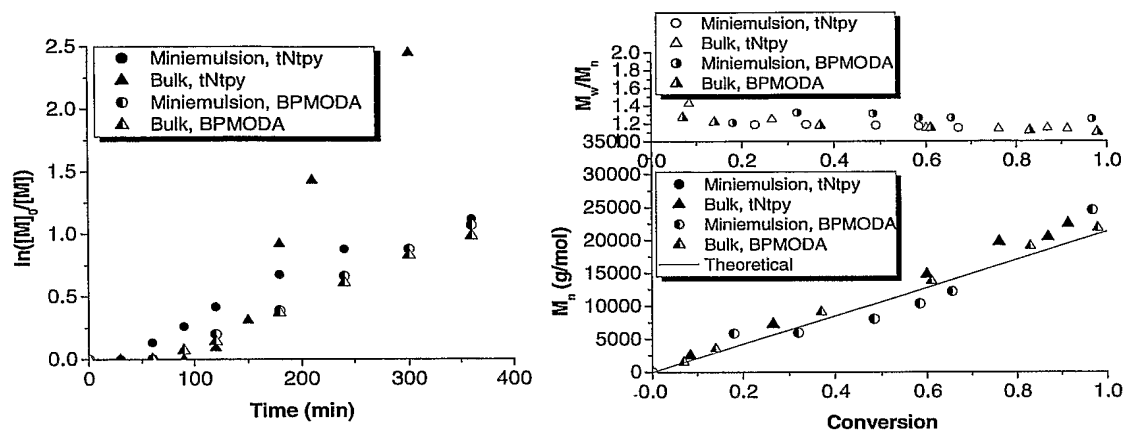 Miniemulsion, tNtpy
Bulk, tNtpy
Miniemulsion, BPMODA
Bulk, BPMODA
2.5
2.0
1.5
1.0
0.5
0.0
ln([M]₀/[M])
0 100 200 300 400
Time (min)
Miniemulsion, tNtpy
Bulk, tNtpy
Miniemulsion, BPMODA
Bulk, BPMODA
2.0
1.8
1.6
1.4
1.2
1.00
Mw/Mn
0.2 0.4 0.6 0.8 1.0
35000
Miniemulsion, tNtpy
Bulk, tNtpy
Miniemulsion, BPMODA
Bulk, BPMODA
Theoretical
30000
25000
20000
15000
10000
5000
0
Mn (g/mol)
-0.0 0.2 0.4 0.6 0.8 1.0
Conversion